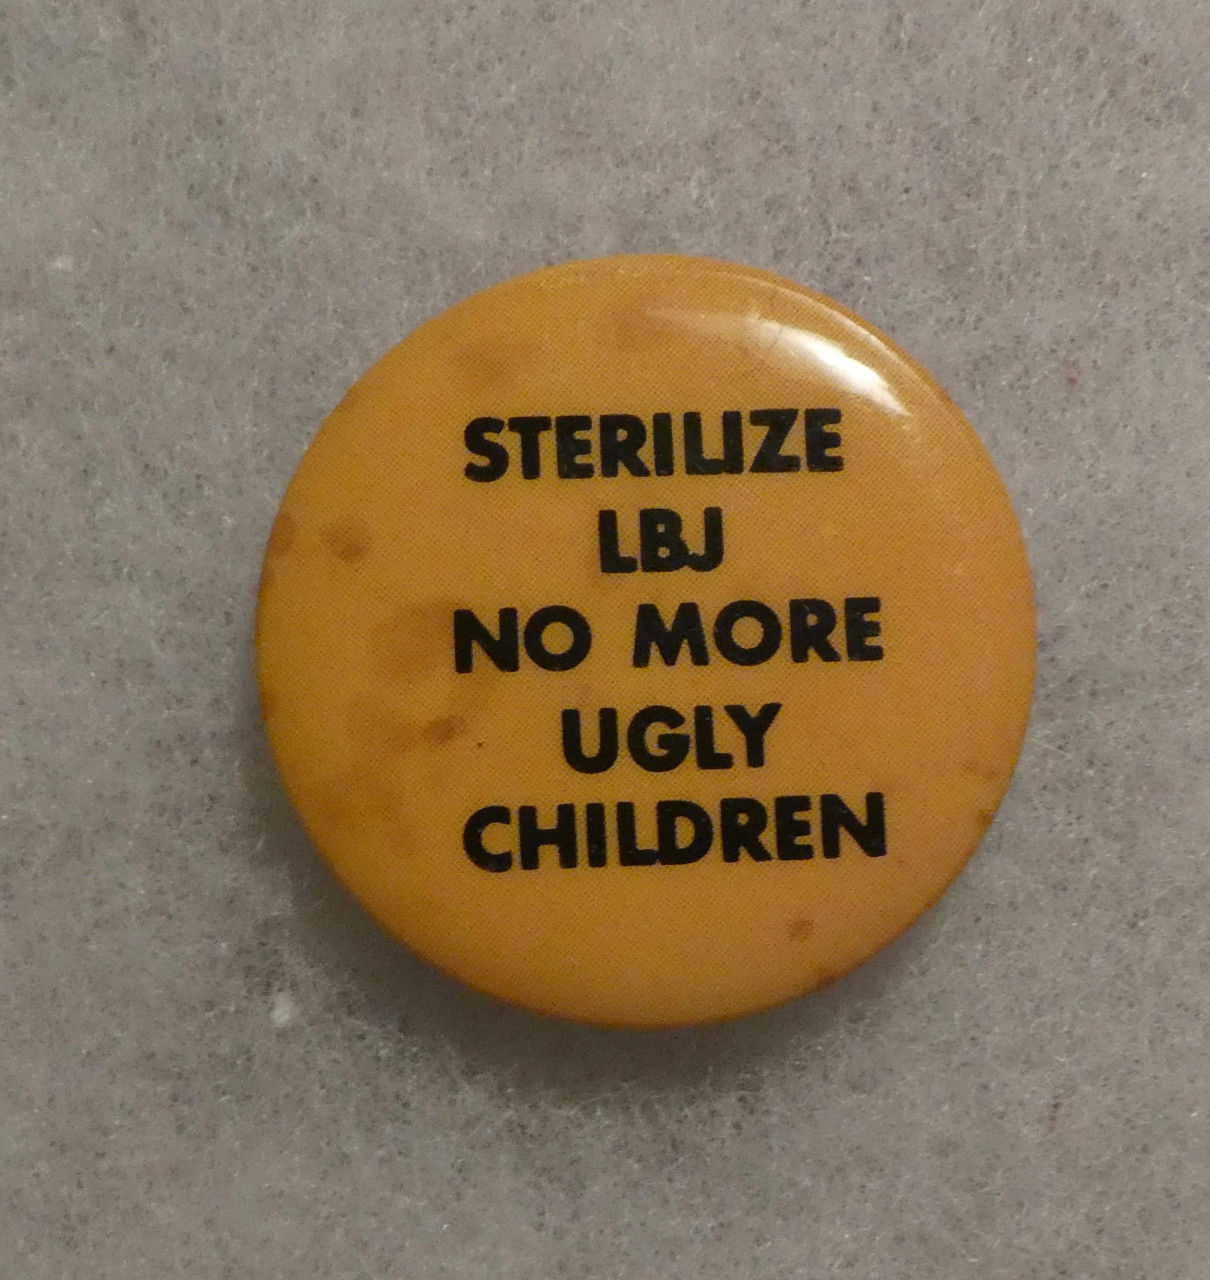 STERILIZE
LBJ
NO MORE
UGLY
CHILDREN